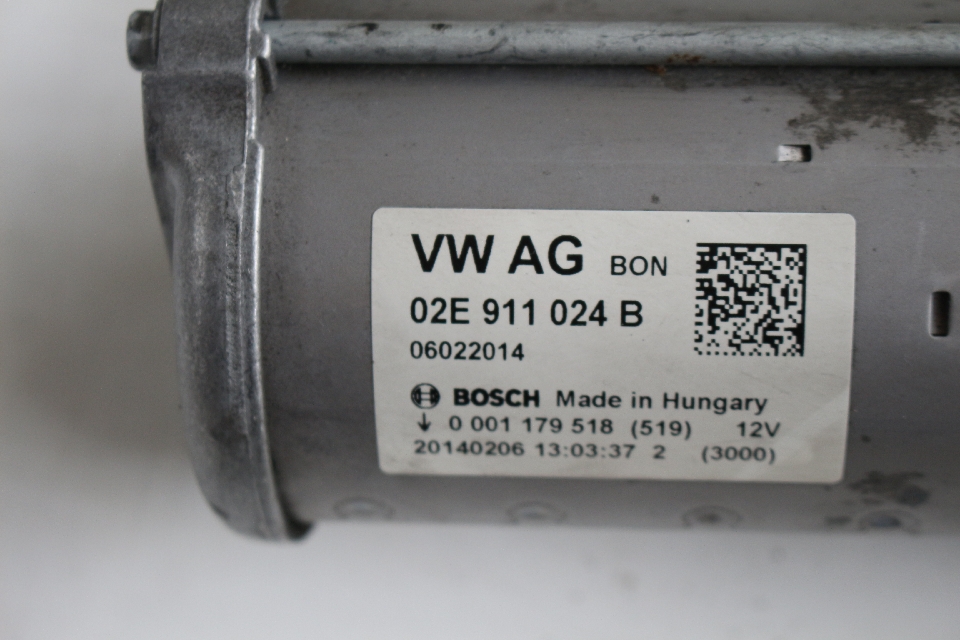 VW AG BON
02E 911 024 B
06022014
BOSCH Made in Hungary
↓ 0 001 179 518 (519) 12V
20140206 13:03:37 2 (3000)